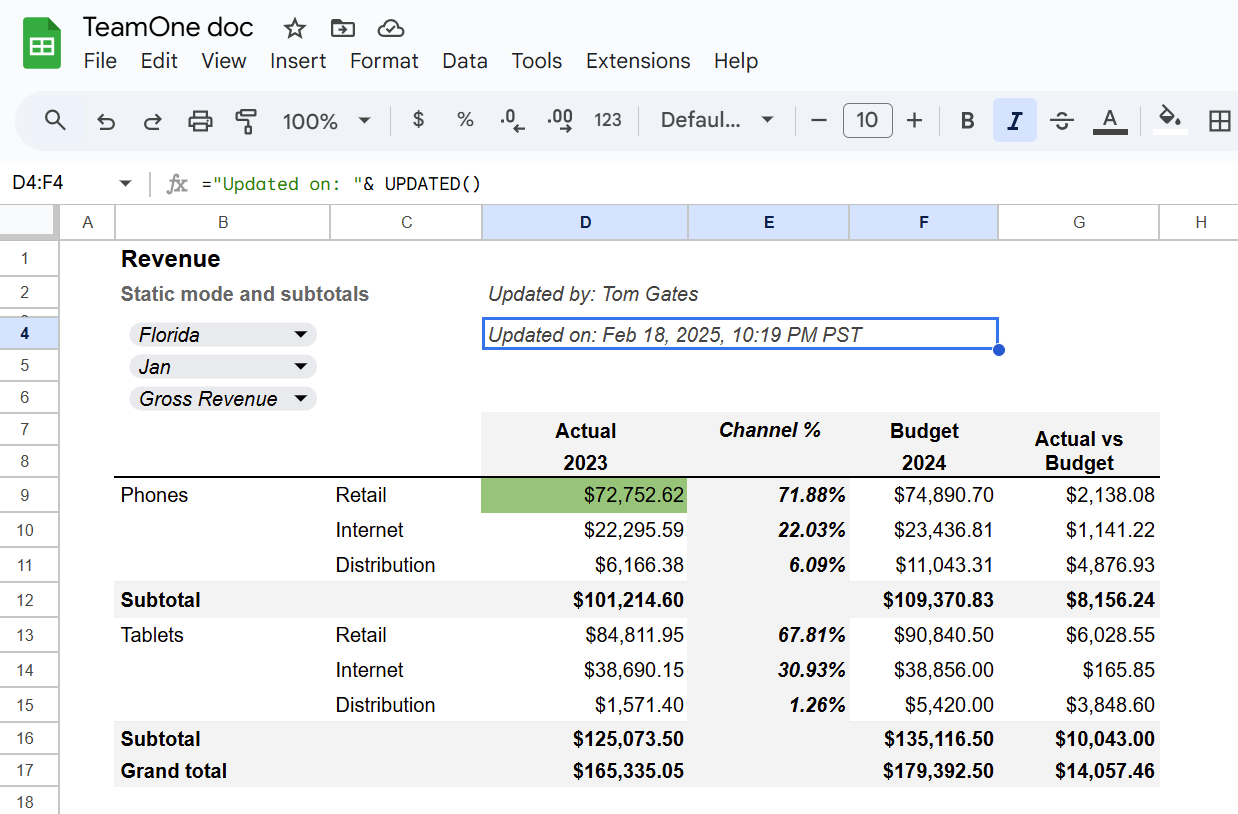 TeamOne doc
File Edit View Insert Format Data Tools Extensions Help
100% $ % .0 .00 123 Defaul... − 10 + B I S A
D4:F4 fx ="Updated on: "& UPDATED()
A B C D E F G H
1 Revenue
2 Static mode and subtotals Updated by: Tom Gates
4 Florida Updated on: Feb 18, 2025, 10:19 PM PST
5 Jan
6 Gross Revenue
7 Actual Channel % Budget Actual vs
8 2023 2024 Budget
9 Phones Retail $72,752.62 71.88% $74,890.70 $2,138.08
10 Internet $22,295.59 22.03% $23,436.81 $1,141.22
11 Distribution $6,166.38 6.09% $11,043.31 $4,876.93
12 Subtotal $101,214.60 $109,370.83 $8,156.24
13 Tablets Retail $84,811.95 67.81% $90,840.50 $6,028.55
14 Internet $38,690.15 30.93% $38,856.00 $165.85
15 Distribution $1,571.40 1.26% $5,420.00 $3,848.60
16 Subtotal $125,073.50 $135,116.50 $10,043.00
17 Grand total $165,335.05 $179,392.50 $14,057.46
18